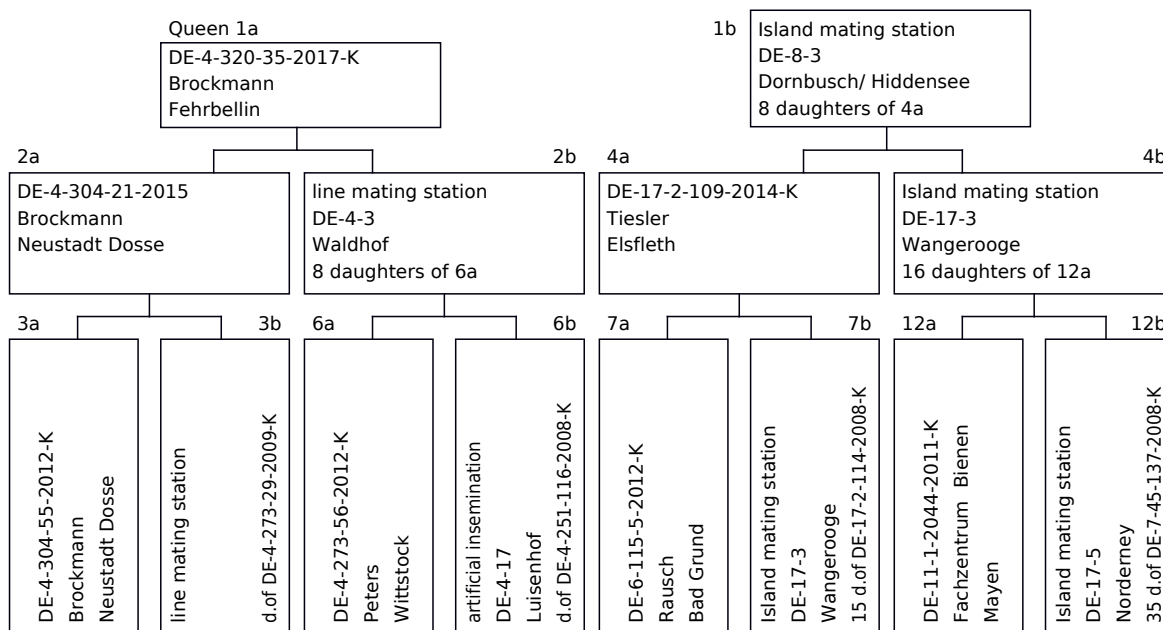 Queen 1a
DE-4-320-35-2017-K
Brockmann
Fehrbellin
1b
Island mating station
DE-8-3
Dornbusch/ Hiddensee
8 daughters of 4a
2a
DE-4-304-21-2015
Brockmann
Neustadt Dosse
2b
line mating station
DE-4-3
Waldhof
8 daughters of 6a
4a
DE-17-2-109-2014-K
Tiesler
Elsfleth
4b
Island mating station
DE-17-3
Wangerooge
16 daughters of 12a
3a
DE-4-304-55-2012-K
Brockmann
Neustadt Dosse
3b
line mating station
d.of DE-4-273-29-2009-K
6a
DE-4-273-56-2012-K
Peters
Wittstock
6b
artificial insemination
DE-4-17
Luisenhof
d.of DE-4-251-116-2008-K
7a
DE-6-115-5-2012-K
Rausch
Bad Grund
7b
Island mating station
DE-17-3
Wangerooge
15 d.of DE-17-2-114-2008-K
12a
DE-11-1-2044-2011-K
Fachzentrum Bienen
Mayen
12b
Island mating station
DE-17-5
Norderney
35 d.of DE-7-45-137-2008-K